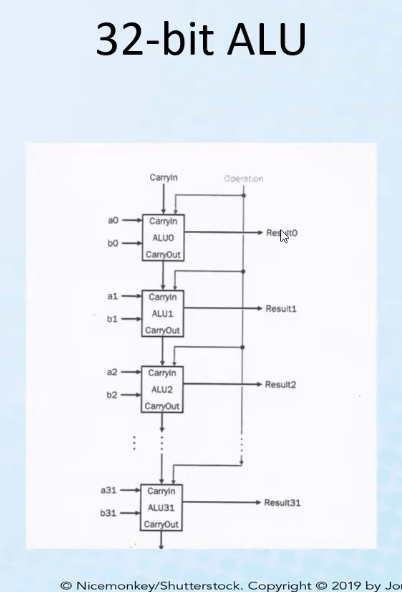 32-bit ALU
CarryIn Operation
a0 CarryIn
Result0
b0 ALU0
CarryOut
a1 CarryIn
Result1
b1 ALU1
CarryOut
a2 CarryIn
Result2
b2 ALU2
CarryOut
a31 CarryIn
Result31
b31 ALU31
CarryOut
© Nicemonkey/Shutterstock. Copyright © 2019 by Jo